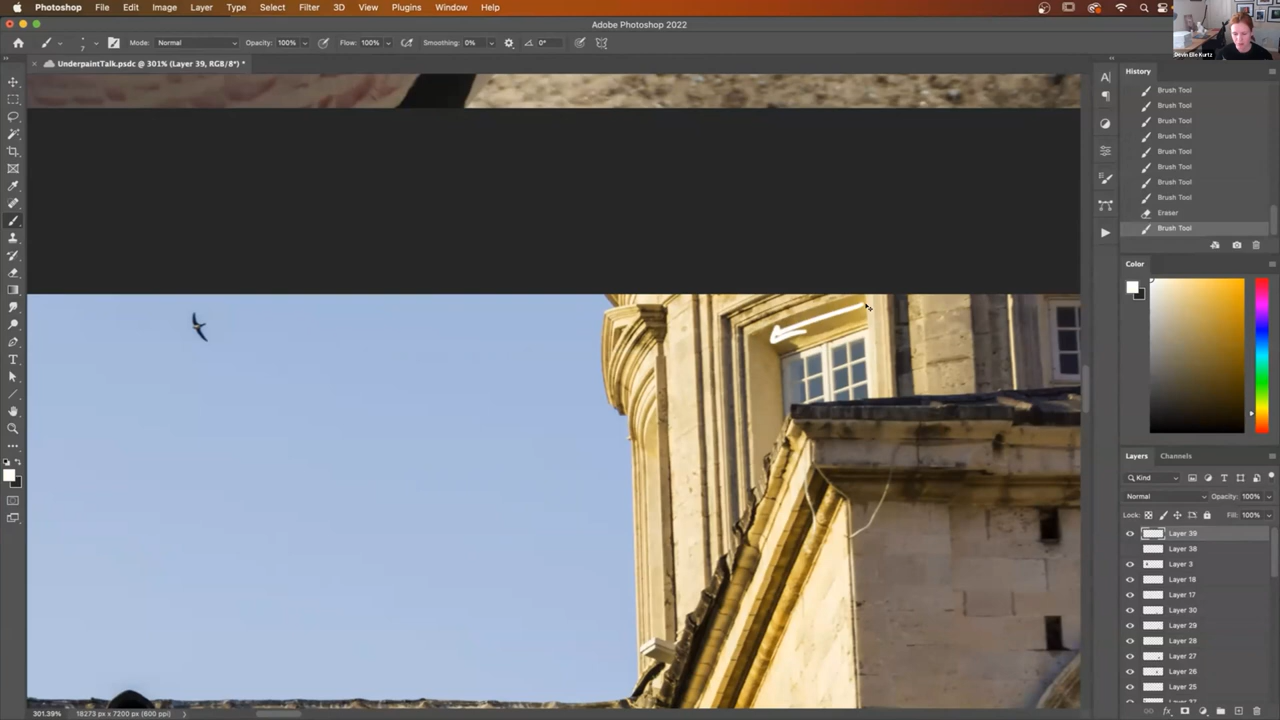 Photoshop File Edit Image Layer Type Select Filter 3D View Plugins Window Help
Adobe Photoshop 2022
7 Mode: Normal Opacity: 100% Flow: 100% Smoothing: 0% 0°
Devin Elle Kurtz
UnderpaintTalk.psdc @ 301% (Layer 39, RGB/8*) *
History
Brush Tool
Brush Tool
Brush Tool
Brush Tool
Brush Tool
Brush Tool
Brush Tool
Brush Tool
Eraser
Brush Tool
Color
Layers Channels
Kind
Normal Opacity: 100%
Lock: Fill: 100%
Layer 39
Layer 38
Layer 3
Layer 18
Layer 17
Layer 30
Layer 29
Layer 28
Layer 27
Layer 26
Layer 25
301.39% 18273 px x 7200 px (600 ppi)